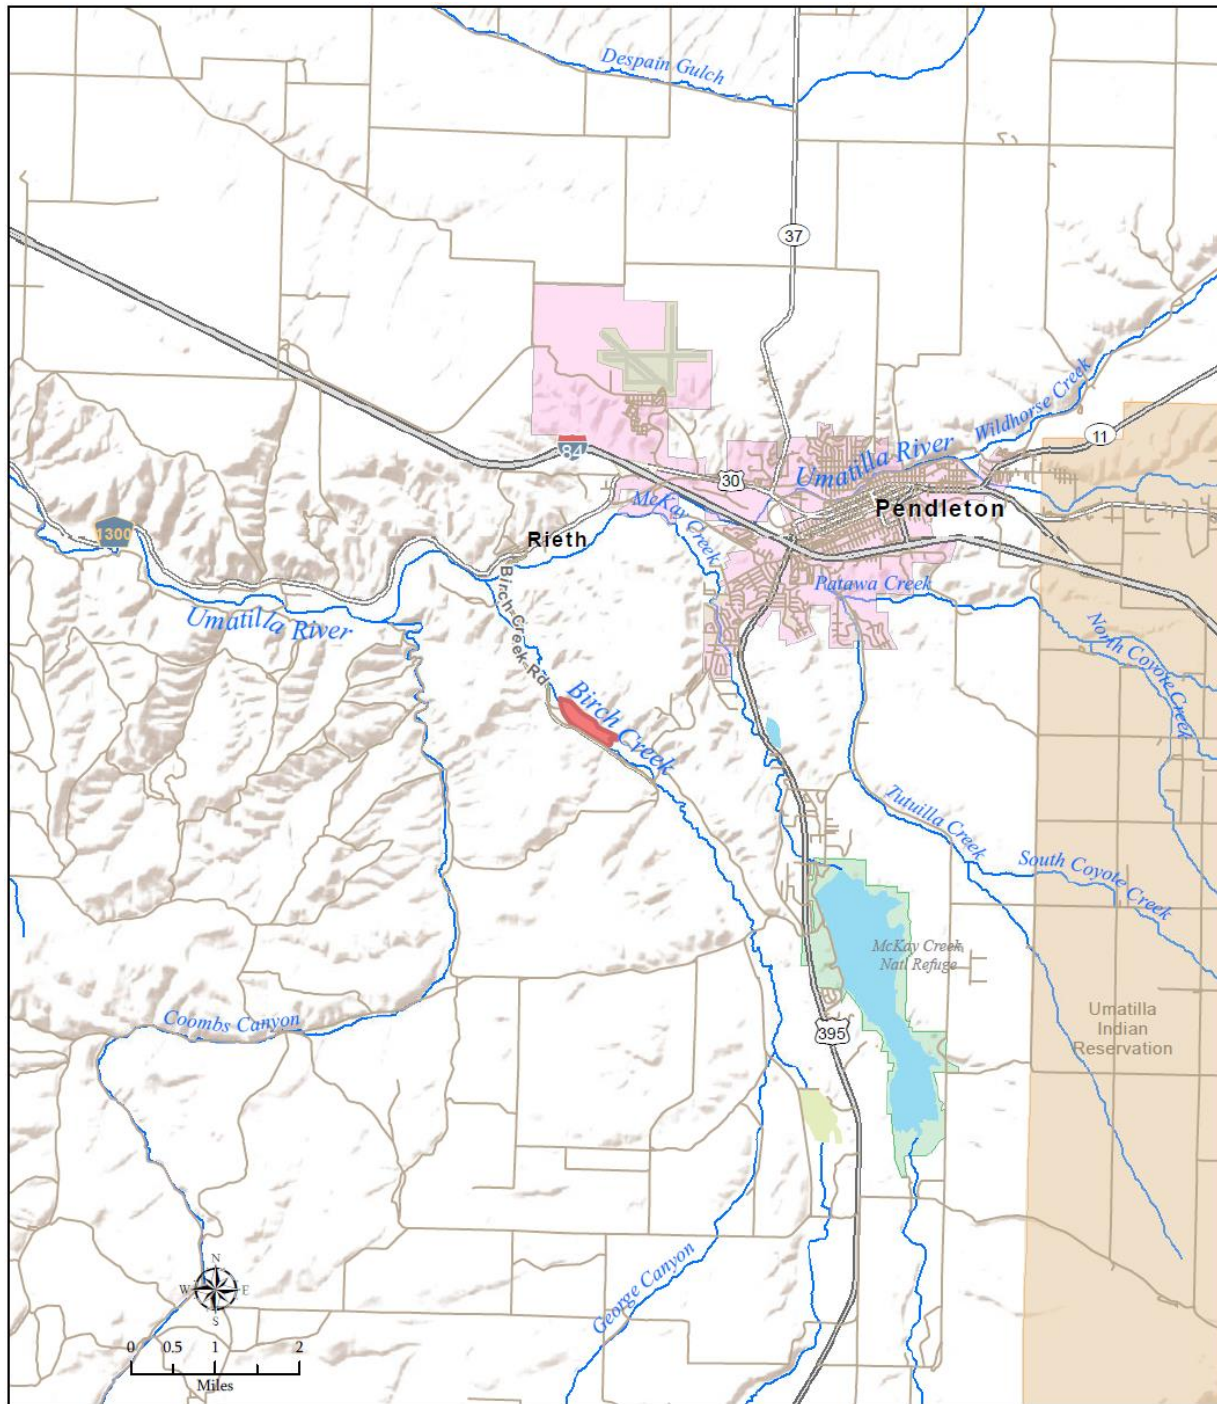 Despain Gulch
37
Wildhorse Creek
11
84
Umatilla River
30
McKay Creek
Pendleton
1300
Rieth
Patawa Creek
Birch-Creek-Rd
Umatilla River
North Coyote Creek
Birch Creek
Tutuilla Creek
South Coyote Creek
McKay Creek
Natl Refuge
Coombs Canyon
395
Umatilla
Indian
Reservation
George Canyon
N
W
E
S
0 0.5 1 2
Miles